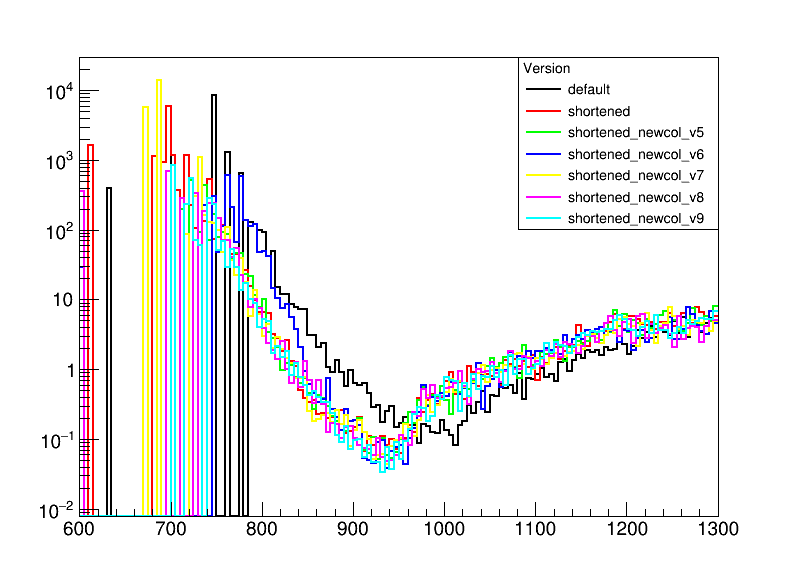 Version
default
shortened
shortened_newcol_v5
shortened_newcol_v6
shortened_newcol_v7
shortened_newcol_v8
shortened_newcol_v9
10⁴
10³
10²
10
1
10⁻¹
10⁻²
600 700 800 900 1000 1100 1200 1300